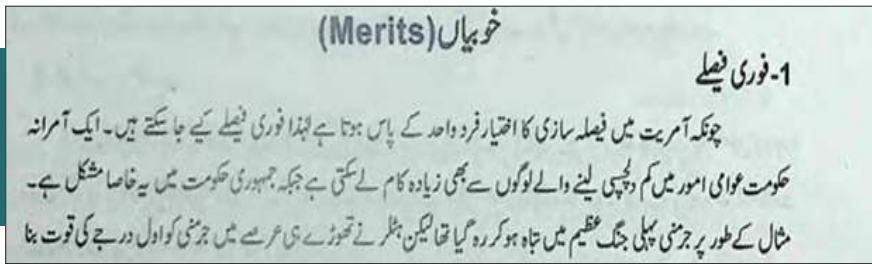 خوبیاں(Merits)
1-فوری فیصلے
چونکہ آمریت میں فیصلہ سازی کا اختیار فرد واحد کے پاس ہوتا ہے لہٰذا فوری فیصلے کیے جا سکتے ہیں۔ ایک آمرانہ
حکومت عوامی امور میں کم دلچسپی لینے والے لوگوں سے بھی زیادہ کام لے سکتی ہے جبکہ جمہوری حکومت میں یہ خاصا مشکل ہے۔
مثال کے طور پر جرمنی پہلی جنگ عظیم میں تباہ ہو کر رہ گیا تھا لیکن ہٹلر نے تھوڑے ہی عرصے میں جرمنی کو اول درجے کی قوت بنا